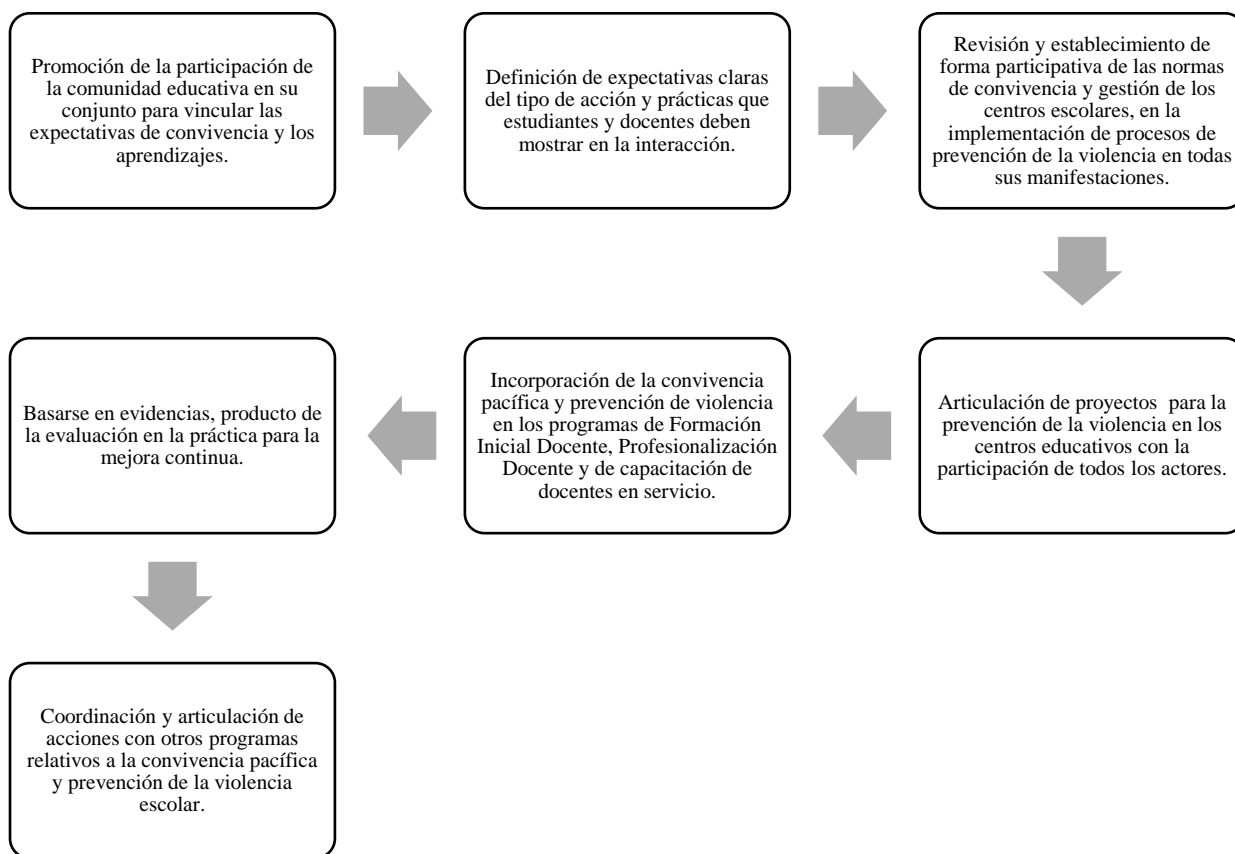 Promoción de la participación de
la comunidad educativa en su
conjunto para vincular las
expectativas de convivencia y los
aprendizajes.
Definición de expectativas claras
del tipo de acción y prácticas que
estudiantes y docentes deben
mostrar en la interacción.
Revisión y establecimiento de
forma participativa de las normas
de convivencia y gestión de los
centros escolares, en la
implementación de procesos de
prevención de la violencia en todas
sus manifestaciones.
Articulación de proyectos para la
prevención de la violencia en los
centros educativos con la
participación de todos los actores.
Incorporación de la convivencia
pacífica y prevención de violencia
en los programas de Formación
Inicial Docente, Profesionalización
Docente y de capacitación de
docentes en servicio.
Basarse en evidencias, producto de
la evaluación en la práctica para la
mejora continua.
Coordinación y articulación de
acciones con otros programas
relativos a la convivencia pacífica
y prevención de la violencia
escolar.